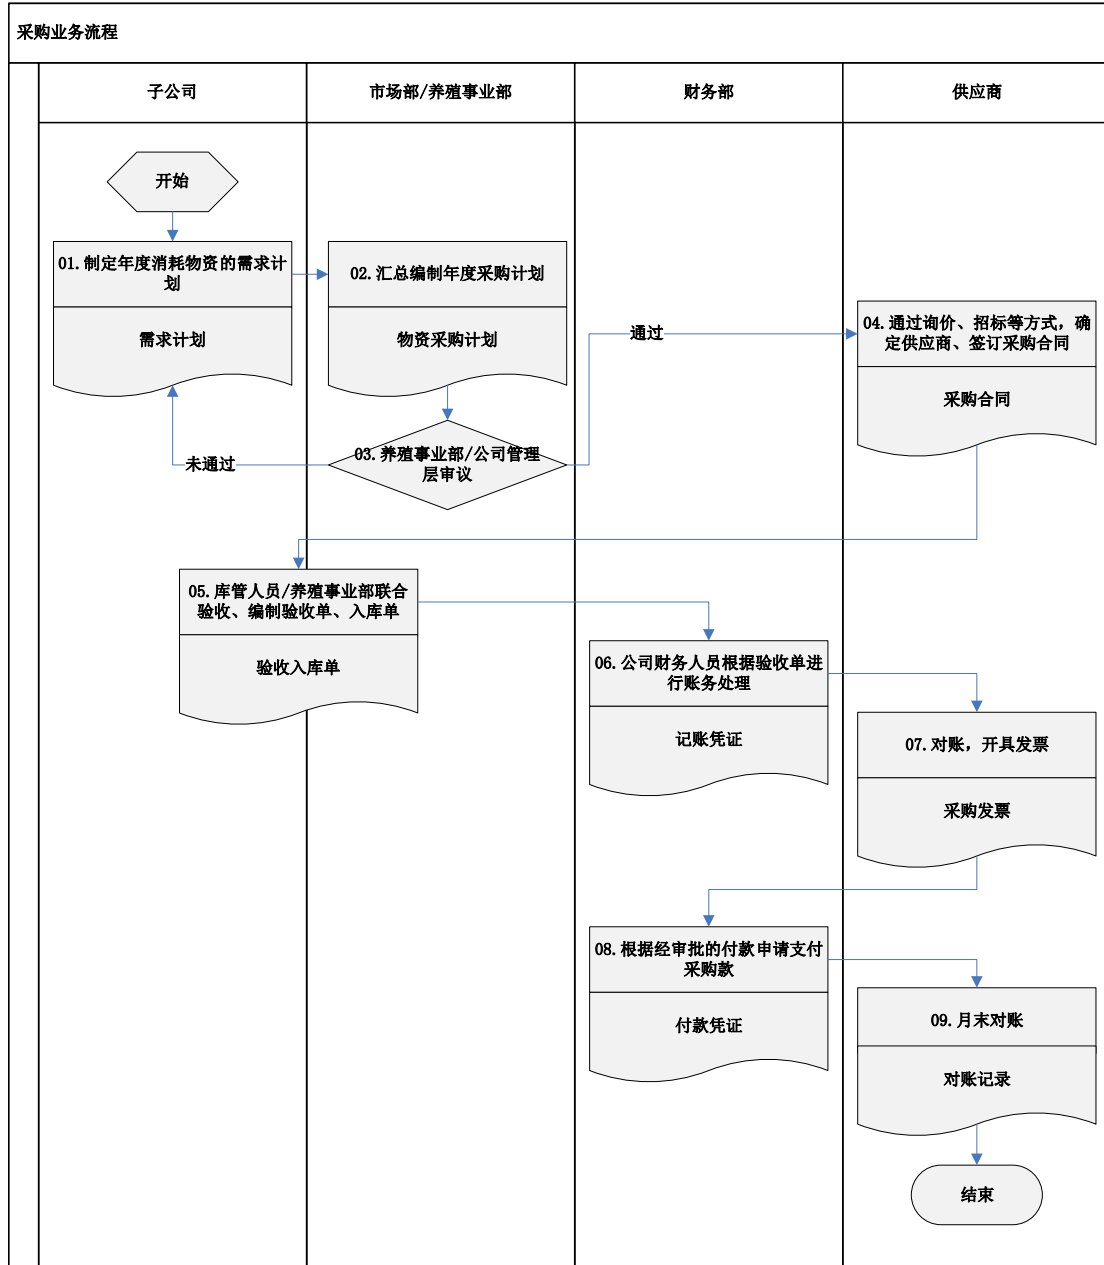 采购业务流程
子公司
市场部/养殖事业部
财务部
供应商
开始
01.制定年度消耗物资的需求计
划
需求计划
02.汇总编制年度采购计划
物资采购计划
通过
04.通过询价、招标等方式，确
定供应商、签订采购合同
采购合同
未通过
03.养殖事业部/公司管理
层审议
05.库管人员/养殖事业部联合
验收、编制验收单、入库单
验收入库单
06.公司财务人员根据验收单进
行账务处理
记账凭证
07.对账，开具发票
采购发票
08.根据经审批的付款申请支付
采购款
付款凭证
09.月末对账
对账记录
结束